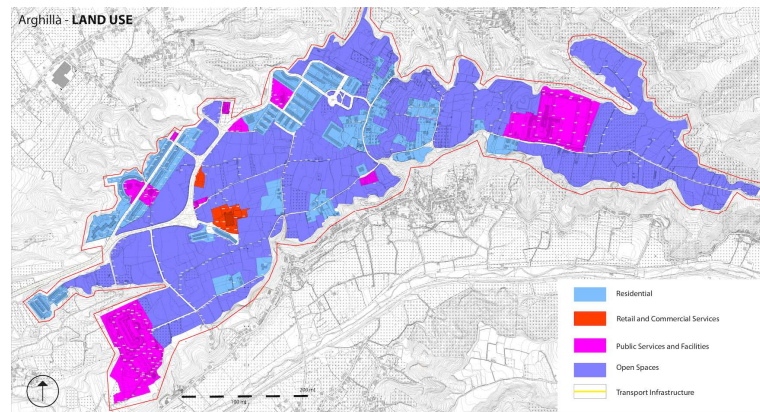 Arghillà - LAND USE
Residential
Retail and Commercial Services
Public Services and Facilities
Open Spaces
Transport Infrastructure
100 mt
200 mt